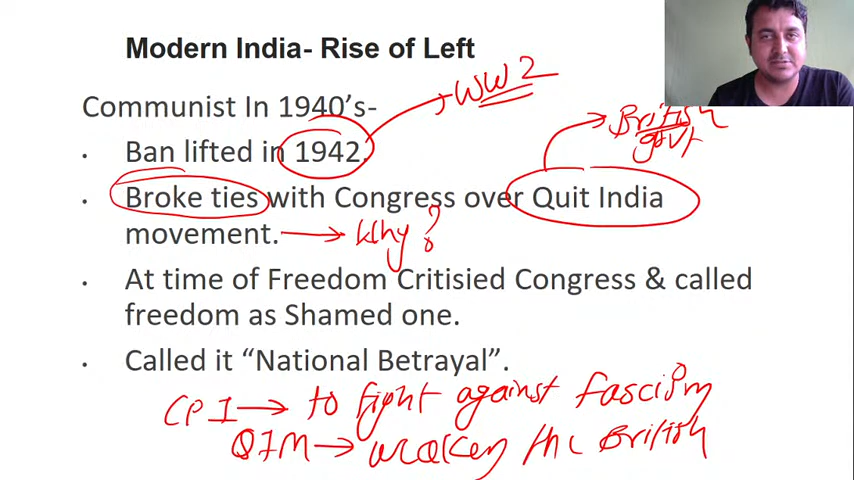 Modern India- Rise of Left
WW2
Communist In 1940's-
British
govt
• Ban lifted in 1942.
• Broke ties with Congress over Quit India
movement. → Why?
• At time of Freedom Critisied Congress & called
freedom as Shamed one.
• Called it “National Betrayal”.
CPI → to fight against fascism
QIM → weaken the British